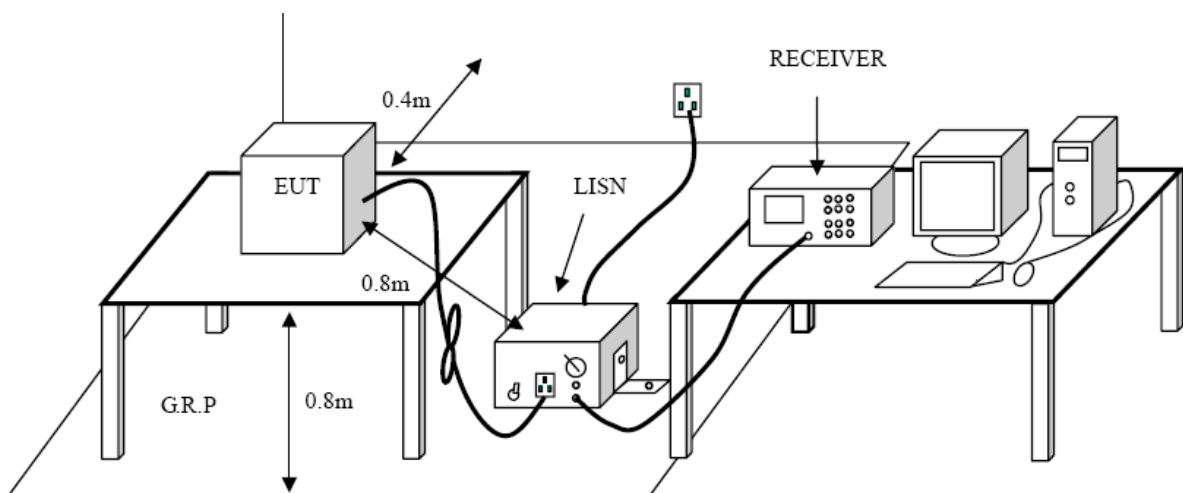 RECEIVER
0.4m
EUT
LISN
0.8m
G.R.P
0.8m